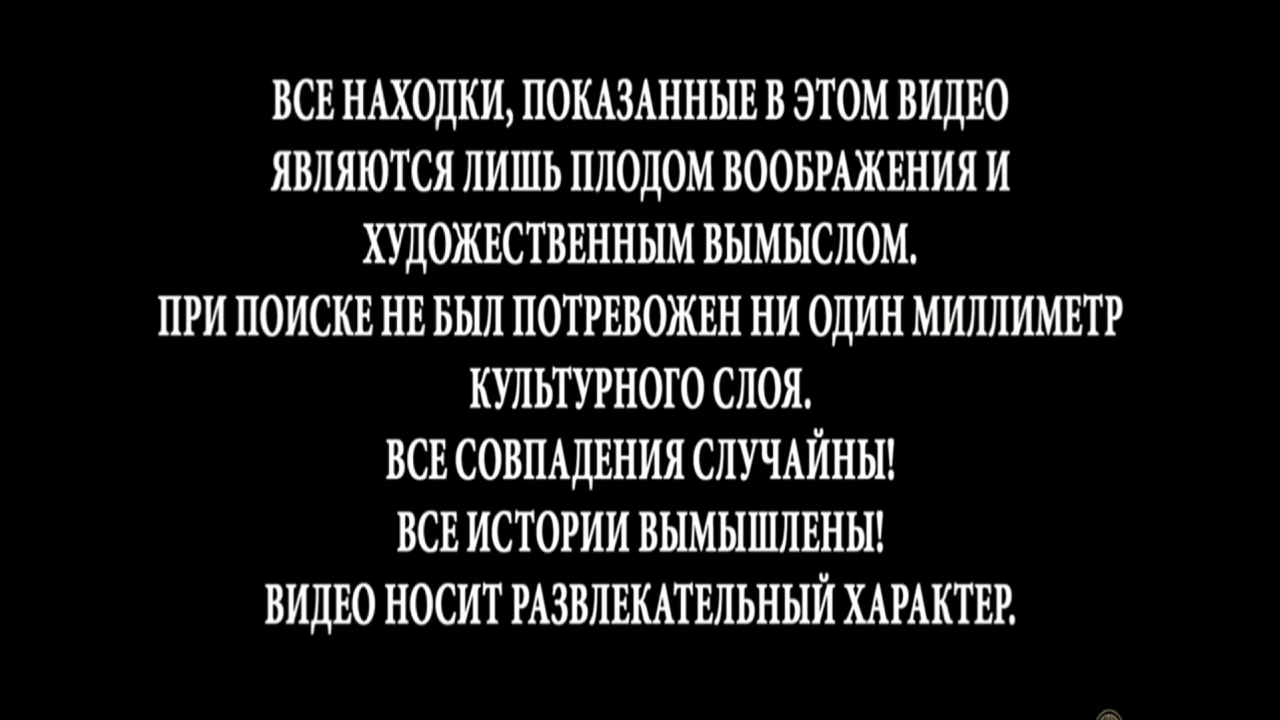 ВСЕ НАХОДКИ, ПОКАЗАННЫЕ В ЭТОМ ВИДЕО
ЯВЛЯЮТСЯ ЛИШЬ ПЛОДОМ ВООБРАЖЕНИЯ И
ХУДОЖЕСТВЕННЫМ ВЫМЫСЛОМ.
ПРИ ПОИСКЕ НЕ БЫЛ ПОТРЕВОЖЕН НИ ОДИН МИЛЛИМЕТР
КУЛЬТУРНОГО СЛОЯ.
ВСЕ СОВПАДЕНИЯ СЛУЧАЙНЫ!
ВСЕ ИСТОРИИ ВЫМЫШЛЕНЫ!
ВИДЕО НОСИТ РАЗВЛЕКАТЕЛЬНЫЙ ХАРАКТЕР.